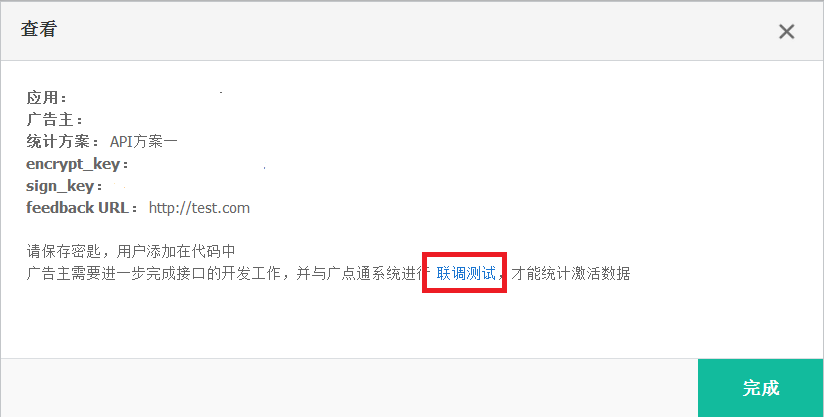 查看
应用：
广告主：
统计方案：API方案一
encrypt_key：
sign_key：
feedback URL：http://test.com
请保存密匙，用户添加在代码中
广告主需要进一步完成接口的开发工作，并与广点通系统进行 联调测试，才能统计激活数据
完成